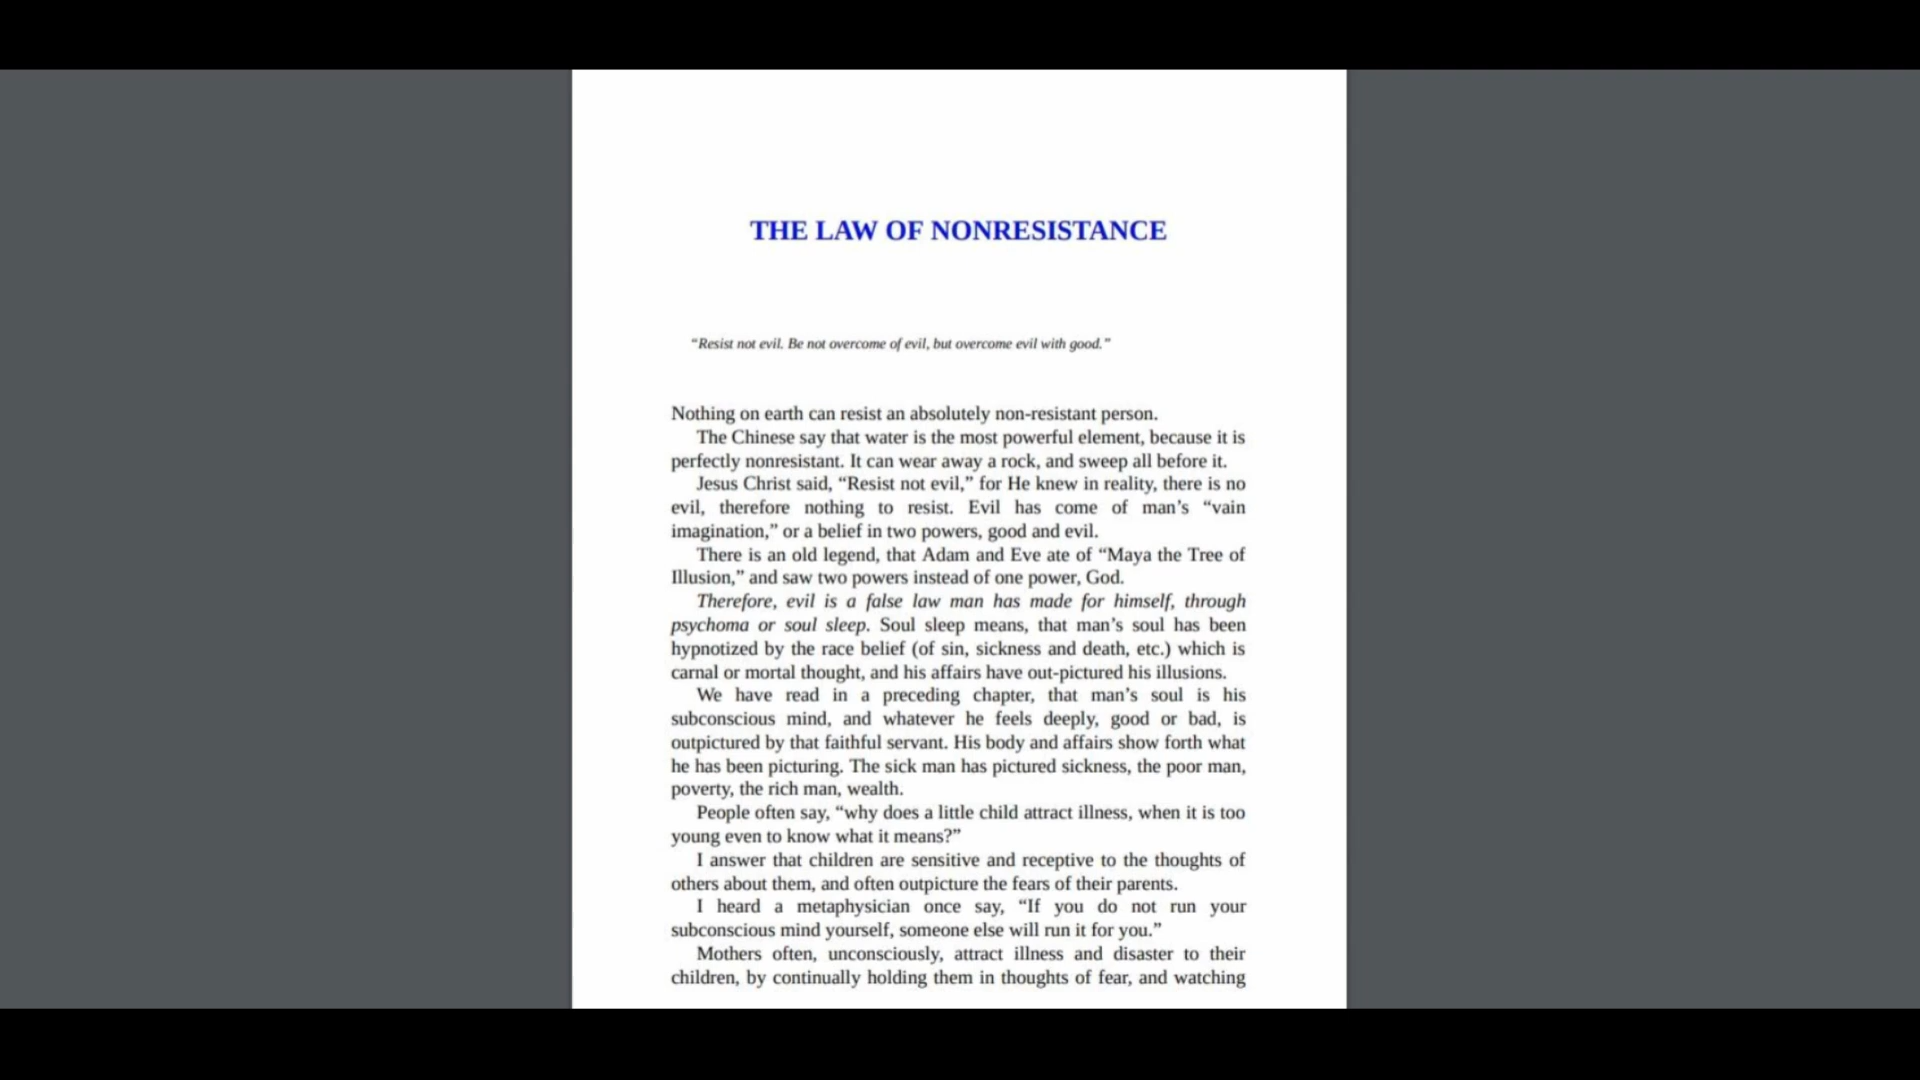 THE LAW OF NONRESISTANCE
“Resist not evil. Be not overcome of evil, but overcome evil with good.”
Nothing on earth can resist an absolutely non-resistant person.
The Chinese say that water is the most powerful element, because it is
perfectly nonresistant. It can wear away a rock, and sweep all before it.
Jesus Christ said, “Resist not evil,” for He knew in reality, there is no
evil, therefore nothing to resist. Evil has come of man’s “vain
imagination,” or a belief in two powers, good and evil.
There is an old legend, that Adam and Eve ate of “Maya the Tree of
Illusion,” and saw two powers instead of one power, God.
Therefore, evil is a false law man has made for himself, through
psychoma or soul sleep. Soul sleep means, that man’s soul has been
hypnotized by the race belief (of sin, sickness and death, etc.) which is
carnal or mortal thought, and his affairs have out-pictured his illusions.
We have read in a preceding chapter, that man’s soul is his
subconscious mind, and whatever he feels deeply, good or bad, is
outpictured by that faithful servant. His body and affairs show forth what
he has been picturing. The sick man has pictured sickness, the poor man,
poverty, the rich man, wealth.
People often say, “why does a little child attract illness, when it is too
young even to know what it means?”
I answer that children are sensitive and receptive to the thoughts of
others about them, and often outpicture the fears of their parents.
I heard a metaphysician once say, “If you do not run your
subconscious mind yourself, someone else will run it for you.”
Mothers often, unconsciously, attract illness and disaster to their
children, by continually holding them in thoughts of fear, and watching